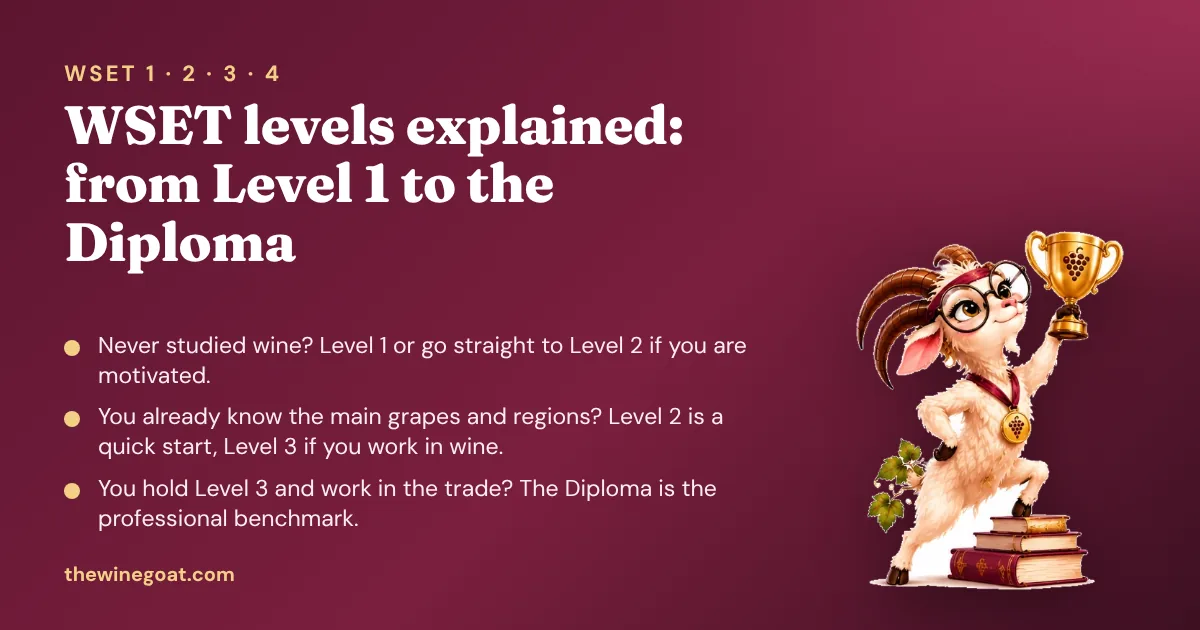 WSET 1 · 2 · 3 · 4
WSET levels explained:
from Level 1 to the
Diploma
Never studied wine? Level 1 or go straight to Level 2 if you are
motivated.
You already know the main grapes and regions? Level 2 is a
quick start, Level 3 if you work in wine.
You hold Level 3 and work in the trade? The Diploma is the
professional benchmark.
thewinegoat.com